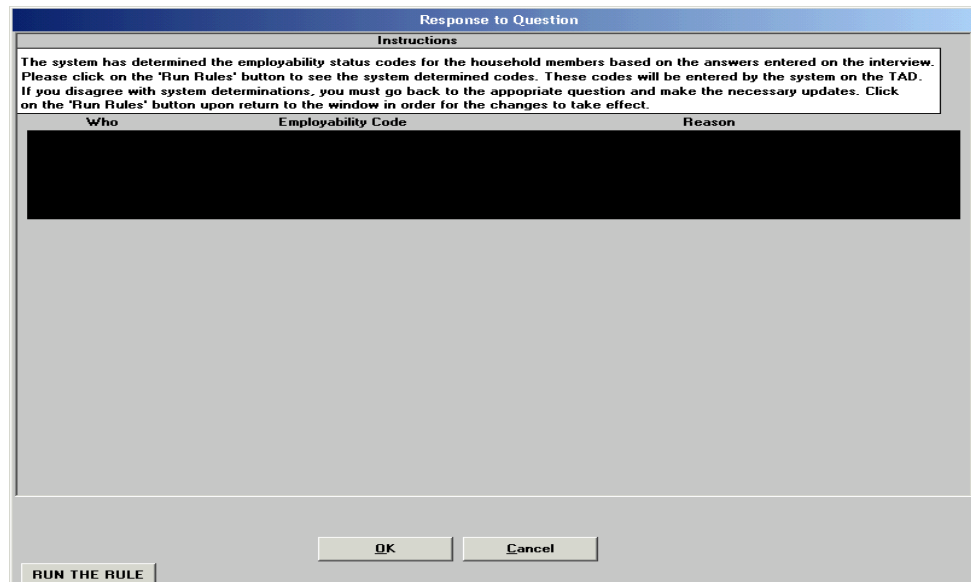 Response to Question
Instructions
The system has determined the employability status codes for the household members based on the answers entered on the interview.
Please click on the 'Run Rules' button to see the system determined codes. These codes will be entered by the system on the TAD.
If you disagree with system determinations, you must go back to the appopriate question and make the necessary updates. Click
on the 'Run Rules' button upon return to the window in order for the changes to take effect.
Who Employability Code Reason
OK Cancel
RUN THE RULE